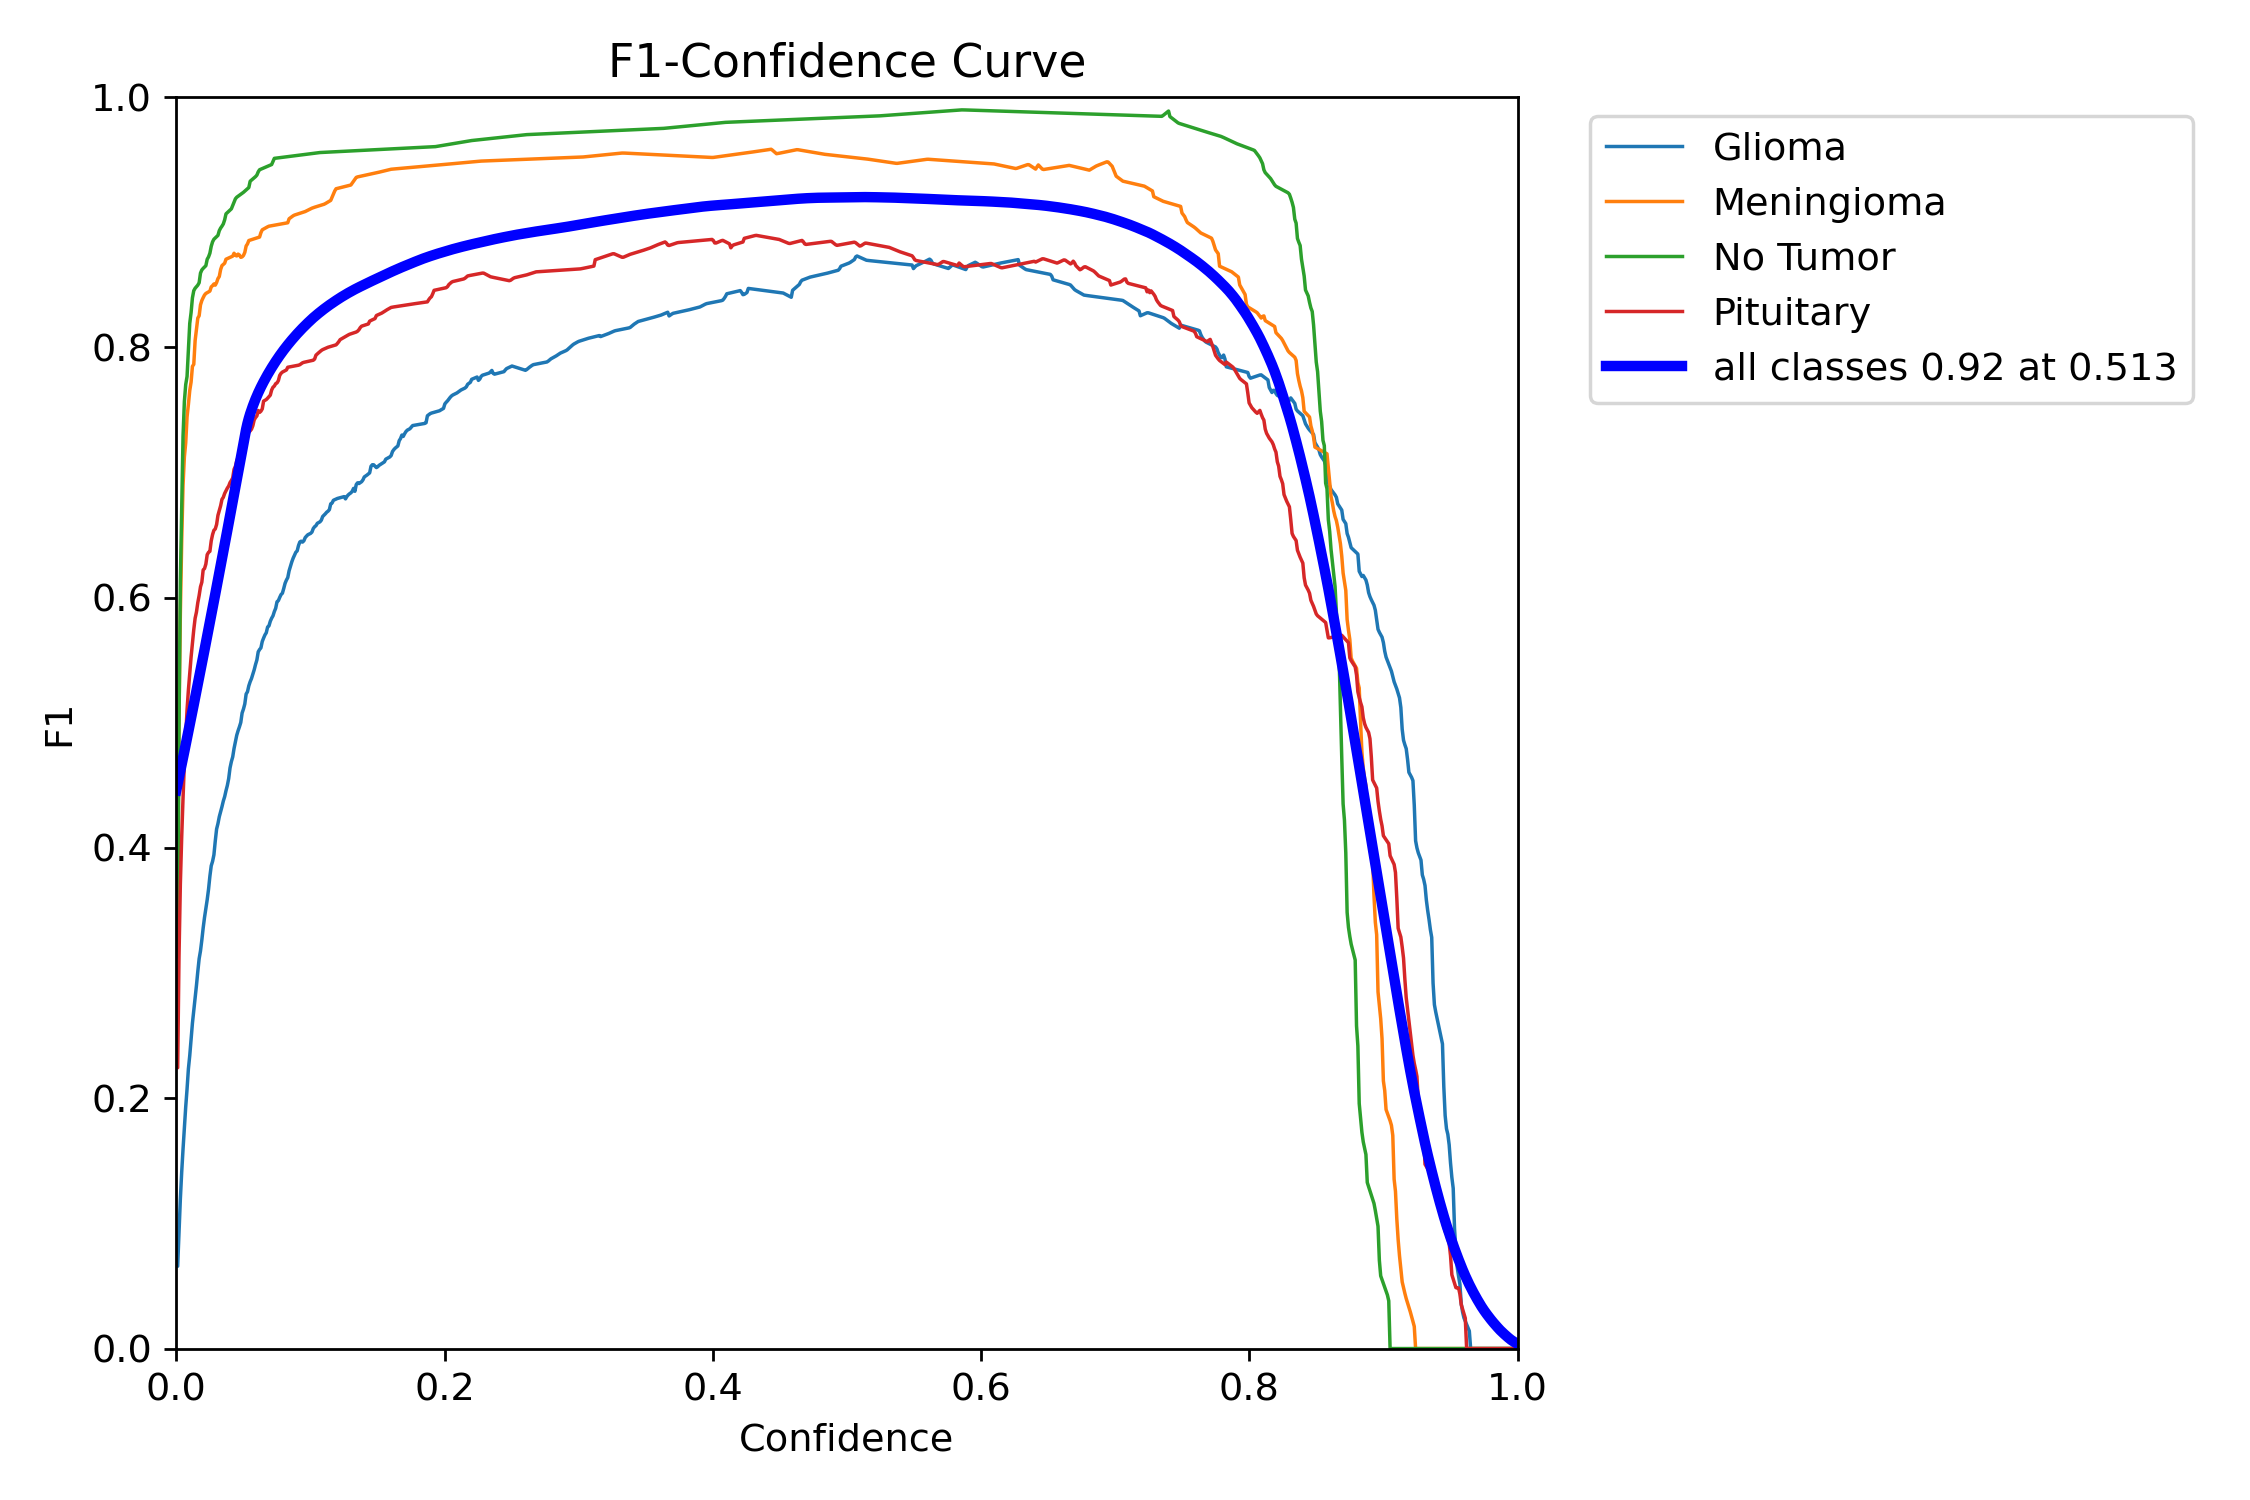 F1-Confidence Curve
1.0
0.8
0.6
0.4
0.2
0.0
F1
0.0 0.2 0.4 0.6 0.8 1.0
Confidence
Glioma
Meningioma
No Tumor
Pituitary
all classes 0.92 at 0.513